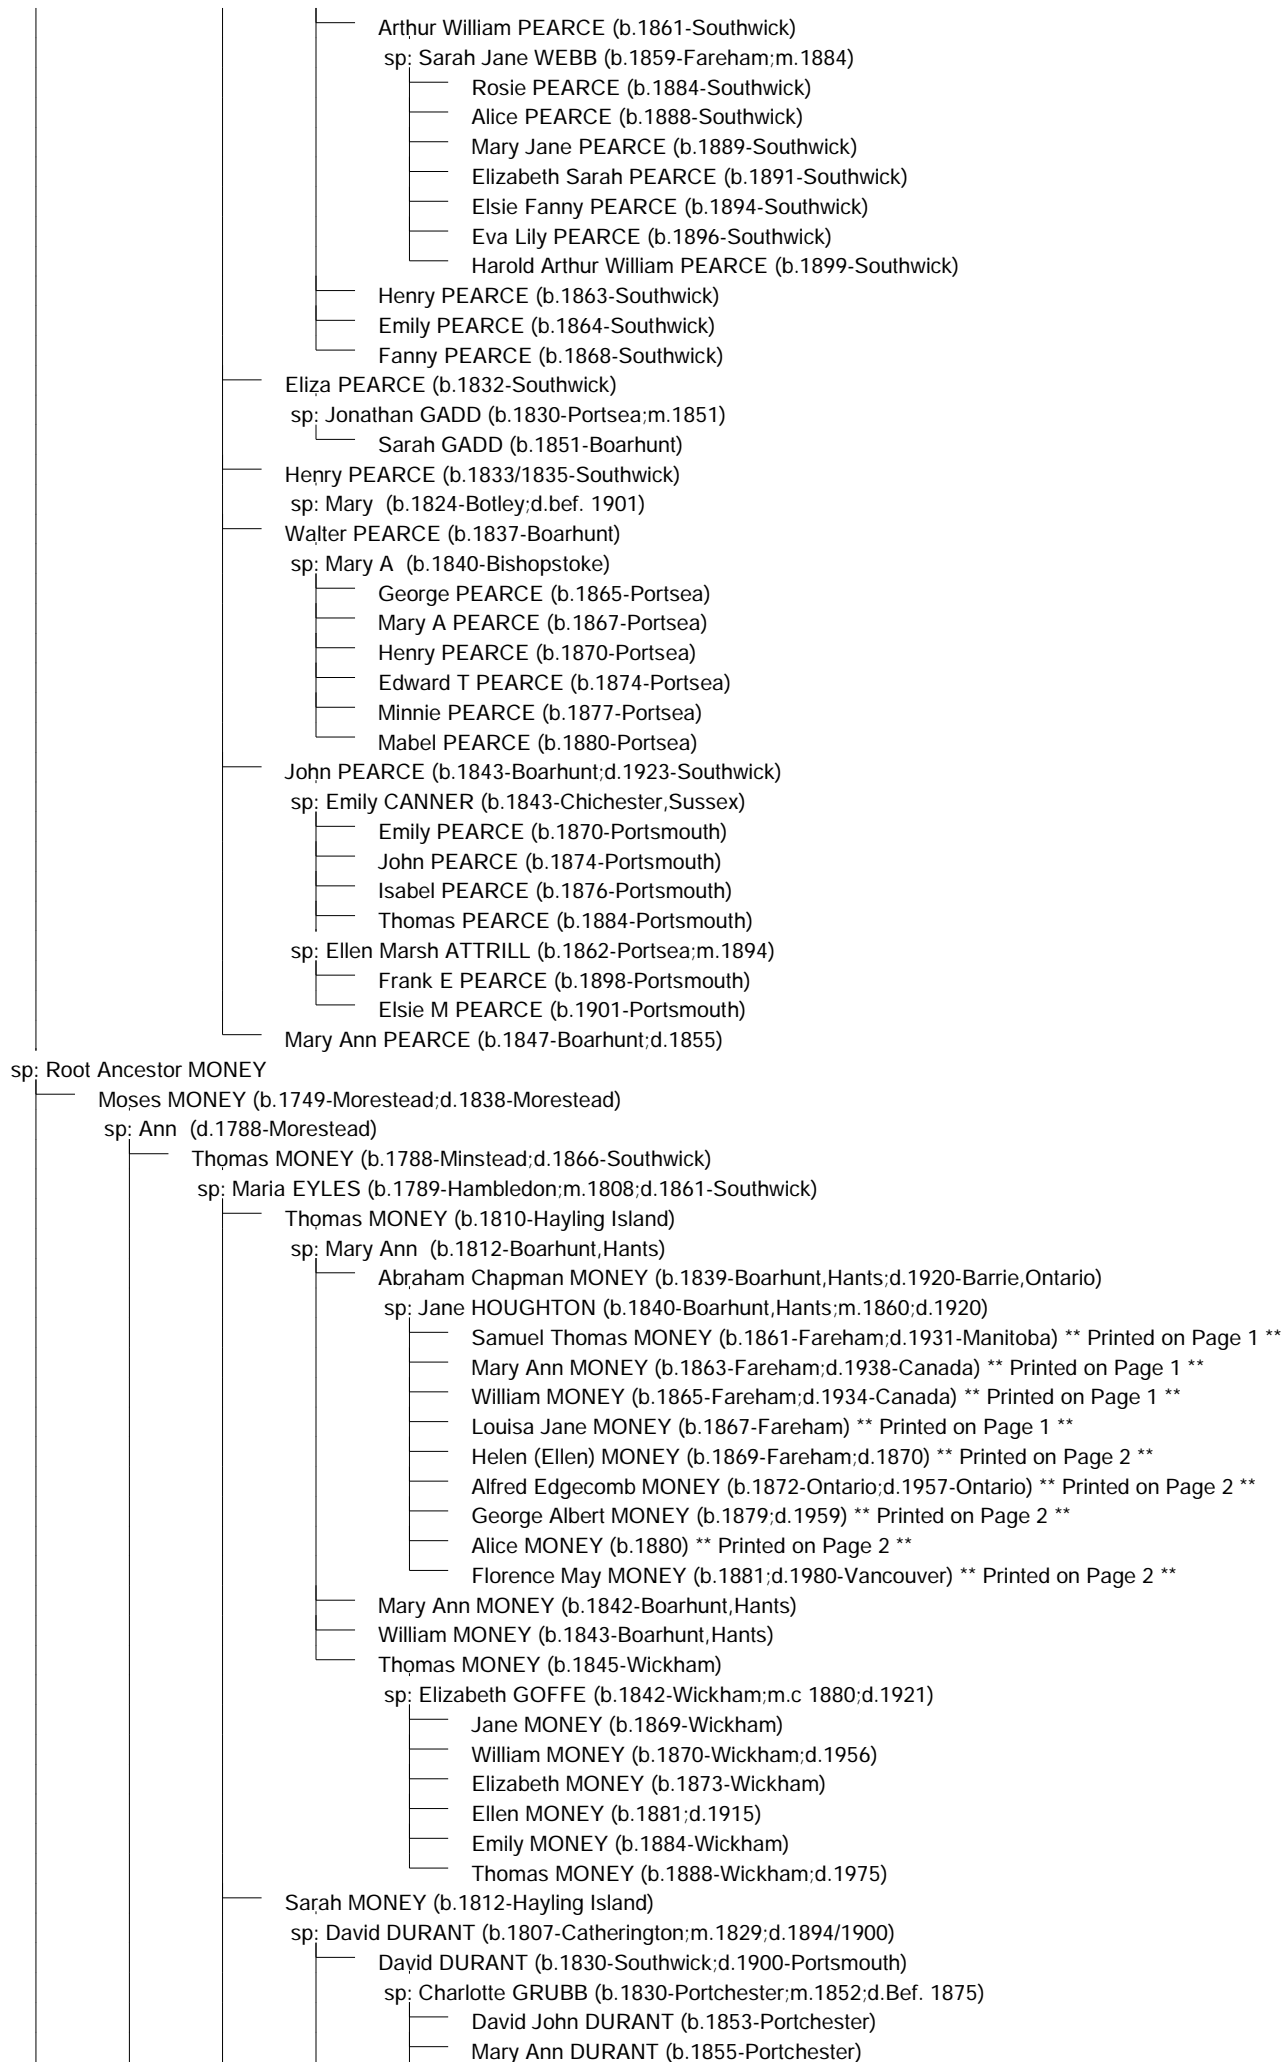 Arthur William PEARCE (b.1861-Southwick)
sp: Sarah Jane WEBB (b.1859-Fareham;m.1884)
Rosie PEARCE (b.1884-Southwick)
Alice PEARCE (b.1888-Southwick)
Mary Jane PEARCE (b.1889-Southwick)
Elizabeth Sarah PEARCE (b.1891-Southwick)
Elsie Fanny PEARCE (b.1894-Southwick)
Eva Lily PEARCE (b.1896-Southwick)
Harold Arthur William PEARCE (b.1899-Southwick)
Henry PEARCE (b.1863-Southwick)
Emily PEARCE (b.1864-Southwick)
Fanny PEARCE (b.1868-Southwick)
Eliza PEARCE (b.1832-Southwick)
sp: Jonathan GADD (b.1830-Portsea;m.1851)
Sarah GADD (b.1851-Boarhunt)
Henry PEARCE (b.1833/1835-Southwick)
sp: Mary (b.1824-Botley;d.bef. 1901)
Walter PEARCE (b.1837-Boarhunt)
sp: Mary A (b.1840-Bishopstoke)
George PEARCE (b.1865-Portsea)
Mary A PEARCE (b.1867-Portsea)
Henry PEARCE (b.1870-Portsea)
Edward T PEARCE (b.1874-Portsea)
Minnie PEARCE (b.1877-Portsea)
Mabel PEARCE (b.1880-Portsea)
John PEARCE (b.1843-Boarhunt;d.1923-Southwick)
sp: Emily CANNER (b.1843-Chichester,Sussex)
Emily PEARCE (b.1870-Portsmouth)
John PEARCE (b.1874-Portsmouth)
Isabel PEARCE (b.1876-Portsmouth)
Thomas PEARCE (b.1884-Portsmouth)
sp: Ellen Marsh ATTRILL (b.1862-Portsea;m.1894)
Frank E PEARCE (b.1898-Portsmouth)
Elsie M PEARCE (b.1901-Portsmouth)
Mary Ann PEARCE (b.1847-Boarhunt;d.1855)
sp: Root Ancestor MONEY
Moses MONEY (b.1749-Morestead;d.1838-Morestead)
sp: Ann (d.1788-Morestead)
Thomas MONEY (b.1788-Minstead;d.1866-Southwick)
sp: Maria EYLES (b.1789-Hambledon;m.1808;d.1861-Southwick)
Thomas MONEY (b.1810-Hayling Island)
sp: Mary Ann (b.1812-Boarhunt,Hants)
Abraham Chapman MONEY (b.1839-Boarhunt,Hants;d.1920-Barrie,Ontario)
sp: Jane HOUGHTON (b.1840-Boarhunt,Hants;m.1860;d.1920)
Samuel Thomas MONEY (b.1861-Fareham;d.1931-Manitoba) ** Printed on Page 1 **
Mary Ann MONEY (b.1863-Fareham;d.1938-Canada) ** Printed on Page 1 **
William MONEY (b.1865-Fareham;d.1934-Canada) ** Printed on Page 1 **
Louisa Jane MONEY (b.1867-Fareham) ** Printed on Page 1 **
Helen (Ellen) MONEY (b.1869-Fareham;d.1870) ** Printed on Page 2 **
Alfred Edgecomb MONEY (b.1872-Ontario;d.1957-Ontario) ** Printed on Page 2 **
George Albert MONEY (b.1879;d.1959) ** Printed on Page 2 **
Alice MONEY (b.1880) ** Printed on Page 2 **
Florence May MONEY (b.1881;d.1980-Vancouver) ** Printed on Page 2 **
Mary Ann MONEY (b.1842-Boarhunt,Hants)
William MONEY (b.1843-Boarhunt,Hants)
Thomas MONEY (b.1845-Wickham)
sp: Elizabeth GOFFE (b.1842-Wickham;m.c 1880;d.1921)
Jane MONEY (b.1869-Wickham)
William MONEY (b.1870-Wickham;d.1956)
Elizabeth MONEY (b.1873-Wickham)
Ellen MONEY (b.1881;d.1915)
Emily MONEY (b.1884-Wickham)
Thomas MONEY (b.1888-Wickham;d.1975)
Sarah MONEY (b.1812-Hayling Island)
sp: David DURANT (b.1807-Catherington;m.1829;d.1894/1900)
David DURANT (b.1830-Southwick;d.1900-Portsmouth)
sp: Charlotte GRUBB (b.1830-Portchester;m.1852;d.Bef. 1875)
David John DURANT (b.1853-Portchester)
Mary Ann DURANT (b.1855-Portchester)